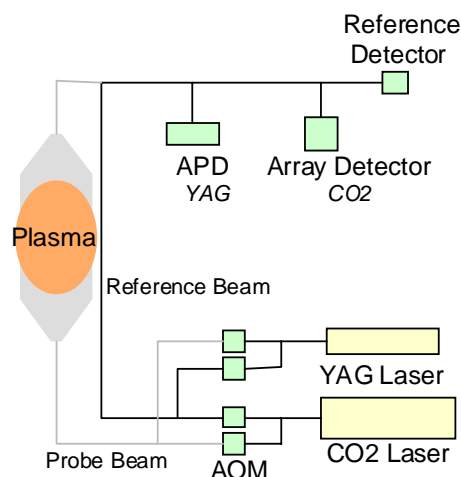 Reference
Detector
APD
YAG
Array Detector
CO2
Plasma
Reference Beam
YAG Laser
CO2 Laser
Probe Beam
AOM